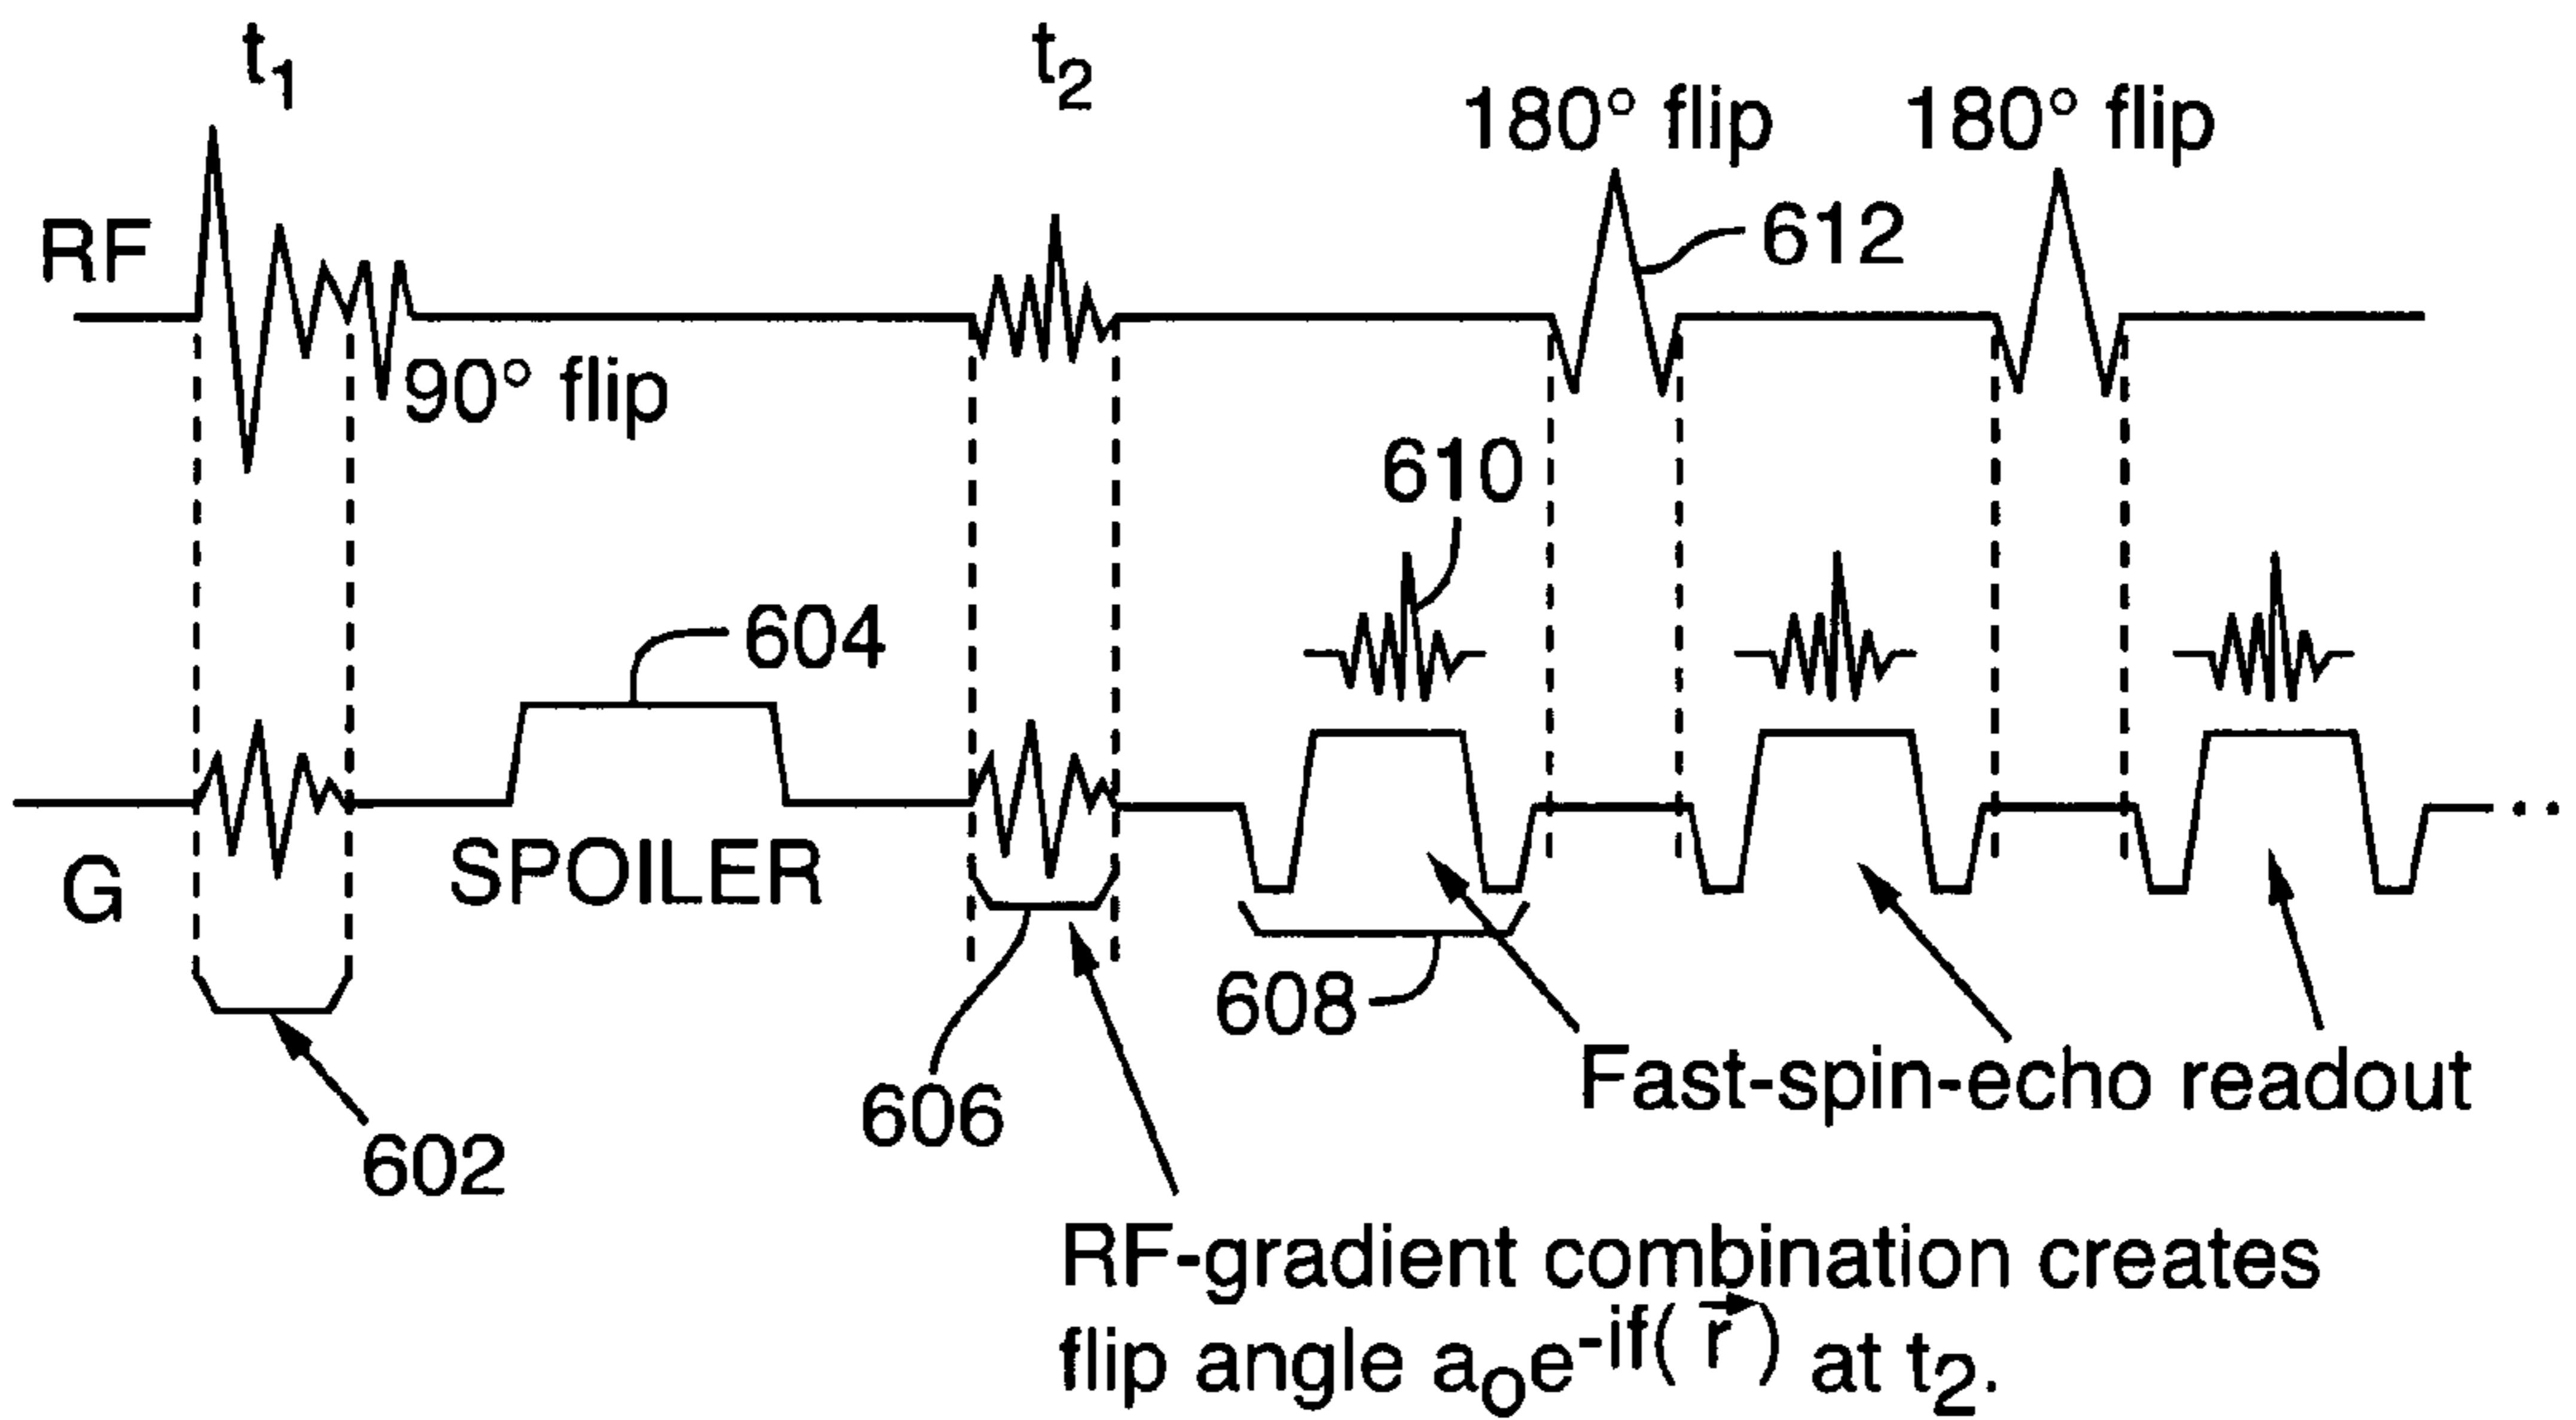 t1
t2
180° flip
180° flip
RF
612
90° flip
610
604
G
SPOILER
608
606
602
Fast-spin-echo readout
RF-gradient combination creates
flip angle a₀e^-if(r⃗) at t2.